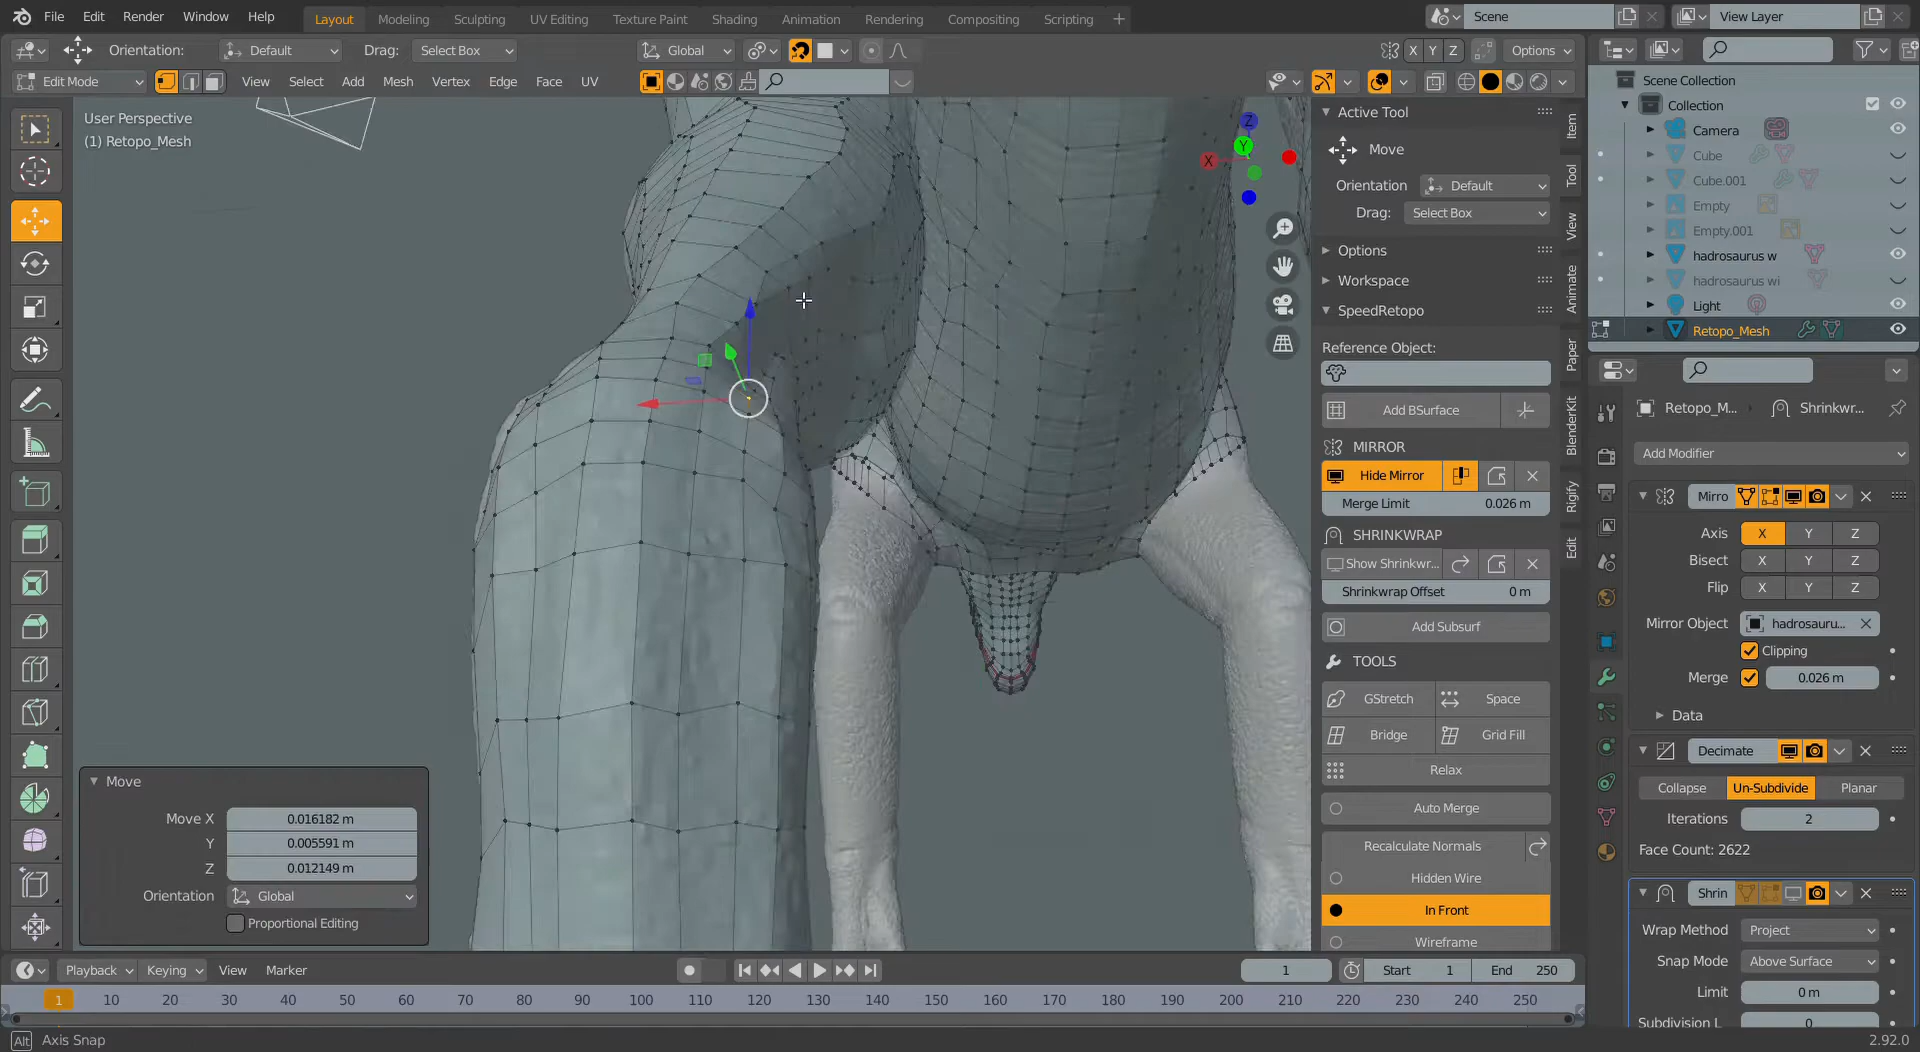 File Edit Render Window Help Layout Modeling Sculpting UV Editing Texture Paint Shading Animation Rendering Compositing Scripting + Scene View Layer
Orientation: Default Drag: Select Box Global X Y Z Options
Edit Mode View Select Add Mesh Vertex Edge Face UV
User Perspective
(1) Retopo_Mesh
Z
Y
X
Move
Move X 0.016182 m
Y 0.005591 m
Z 0.012149 m
Orientation Global
Proportional Editing
Active Tool
Move
Orientation Default
Drag: Select Box
Options
Workspace
SpeedRetopo
Reference Object:
Add BSurface
MIRROR
Hide Mirror
Merge Limit 0.026 m
SHRINKWRAP
Show Shrinkwr...
Shrinkwrap Offset 0 m
Add Subsurf
TOOLS
GStretch Space
Bridge Grid Fill
Relax
Auto Merge
Recalculate Normals
Hidden Wire
In Front
Wireframe
Item
Tool
View
Animate
Paper
BlenderKit
Rigify
Edit
Scene Collection
Collection
Camera
Cube
Cube.001
Empty
Empty.001
hadrosaurus w
hadrosaurus wi
Light
Retopo_Mesh
Retopo_M... Shrinkwr...
Add Modifier
Mirro
Axis X Y Z
Bisect X Y Z
Flip X Y Z
Mirror Object hadrosauru...
Clipping
Merge 0.026 m
Data
Decimate
Collapse Un-Subdivide Planar
Iterations 2
Face Count: 2622
Shrin
Wrap Method Project
Snap Mode Above Surface
Limit 0 m
Subdivision L 0
Playback Keying View Marker 1 Start 1 End 250
1 10 20 30 40 50 60 70 80 90 100 110 120 130 140 150 160 170 180 190 200 210 220 230 240 250
Alt Axis Snap 2.92.0